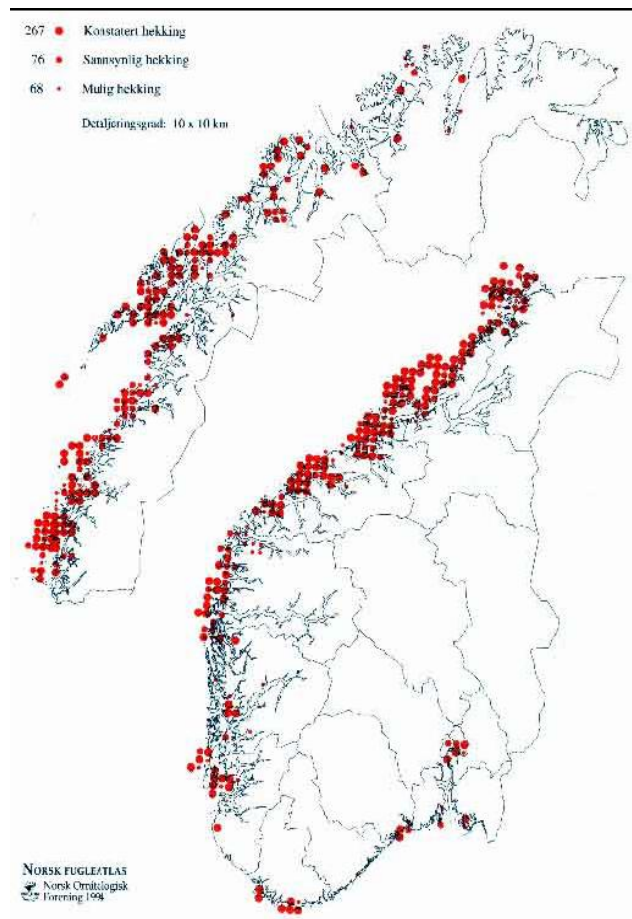 267 Konstatert hekking
76 Sannsynlig hekking
68 Mulig hekking
Detaljeringsgrad: 10 x 10 km
NORSK FUGLEATLAS
Norsk Ornitologisk
Forening 1994